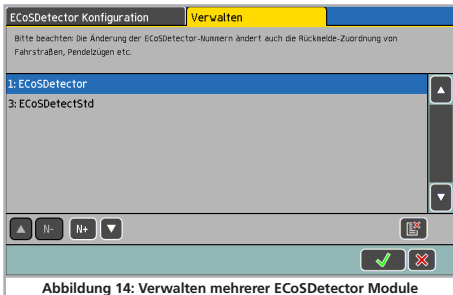 ECoSDetector Konfiguration
Verwalten
Bitte beachten: Die Änderung der ECoSDetector-Nummern ändert auch die Rückmelde-Zuordnung von
Fahrstraßen, Pendelzügen etc.
1: ECoSDetector
3: ECoSDetectStd
N- N+
Abbildung 14: Verwalten mehrerer ECoSDetector Module